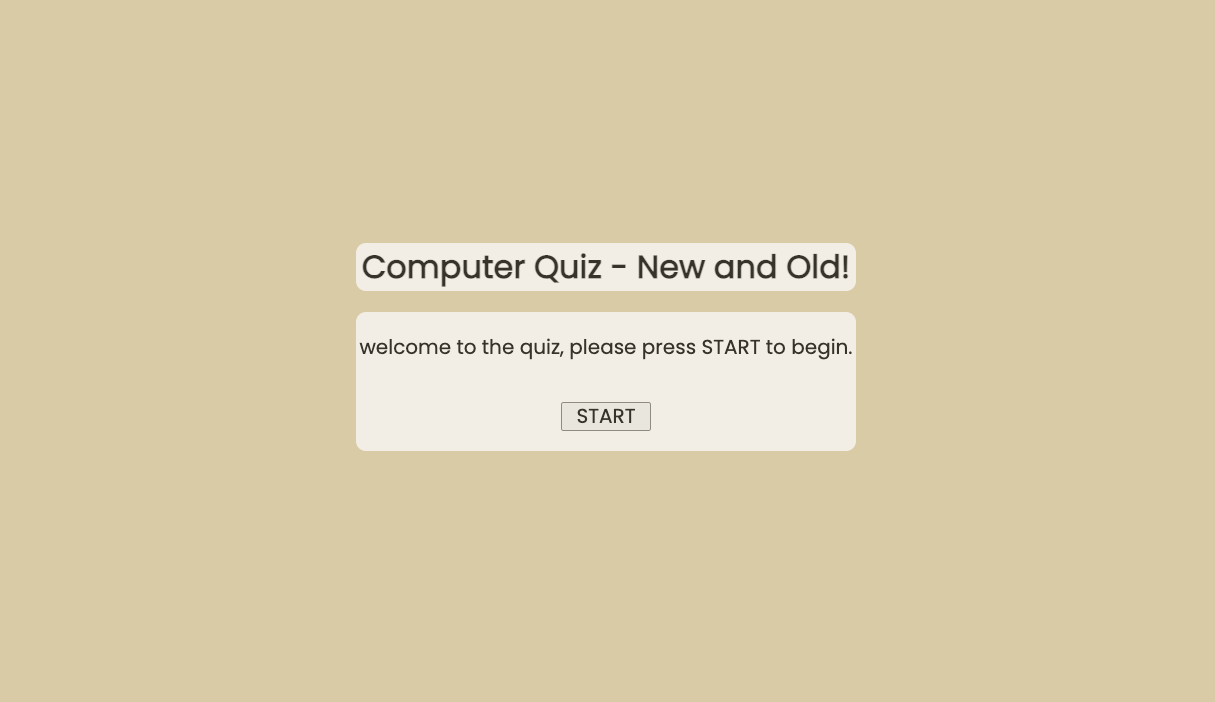 Computer Quiz - New and Old!
welcome to the quiz, please press START to begin.
START